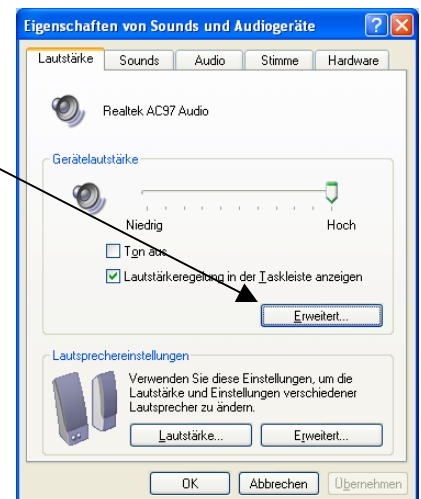 Eigenschaften von Sounds und Audiogeräte
Lautstärke Sounds Audio Stimme Hardware
Realtek AC97 Audio
Gerätelautstärke
Niedrig Hoch
Ton aus
Lautstärkeregelung in der Taskleiste anzeigen
Erweitert...
Lautsprechereinstellungen
Verwenden Sie diese Einstellungen, um die
Lautstärke und Einstellungen verschiedener
Lautsprecher zu ändern.
Lautstärke... Erweitert...
OK Abbrechen Übernehmen